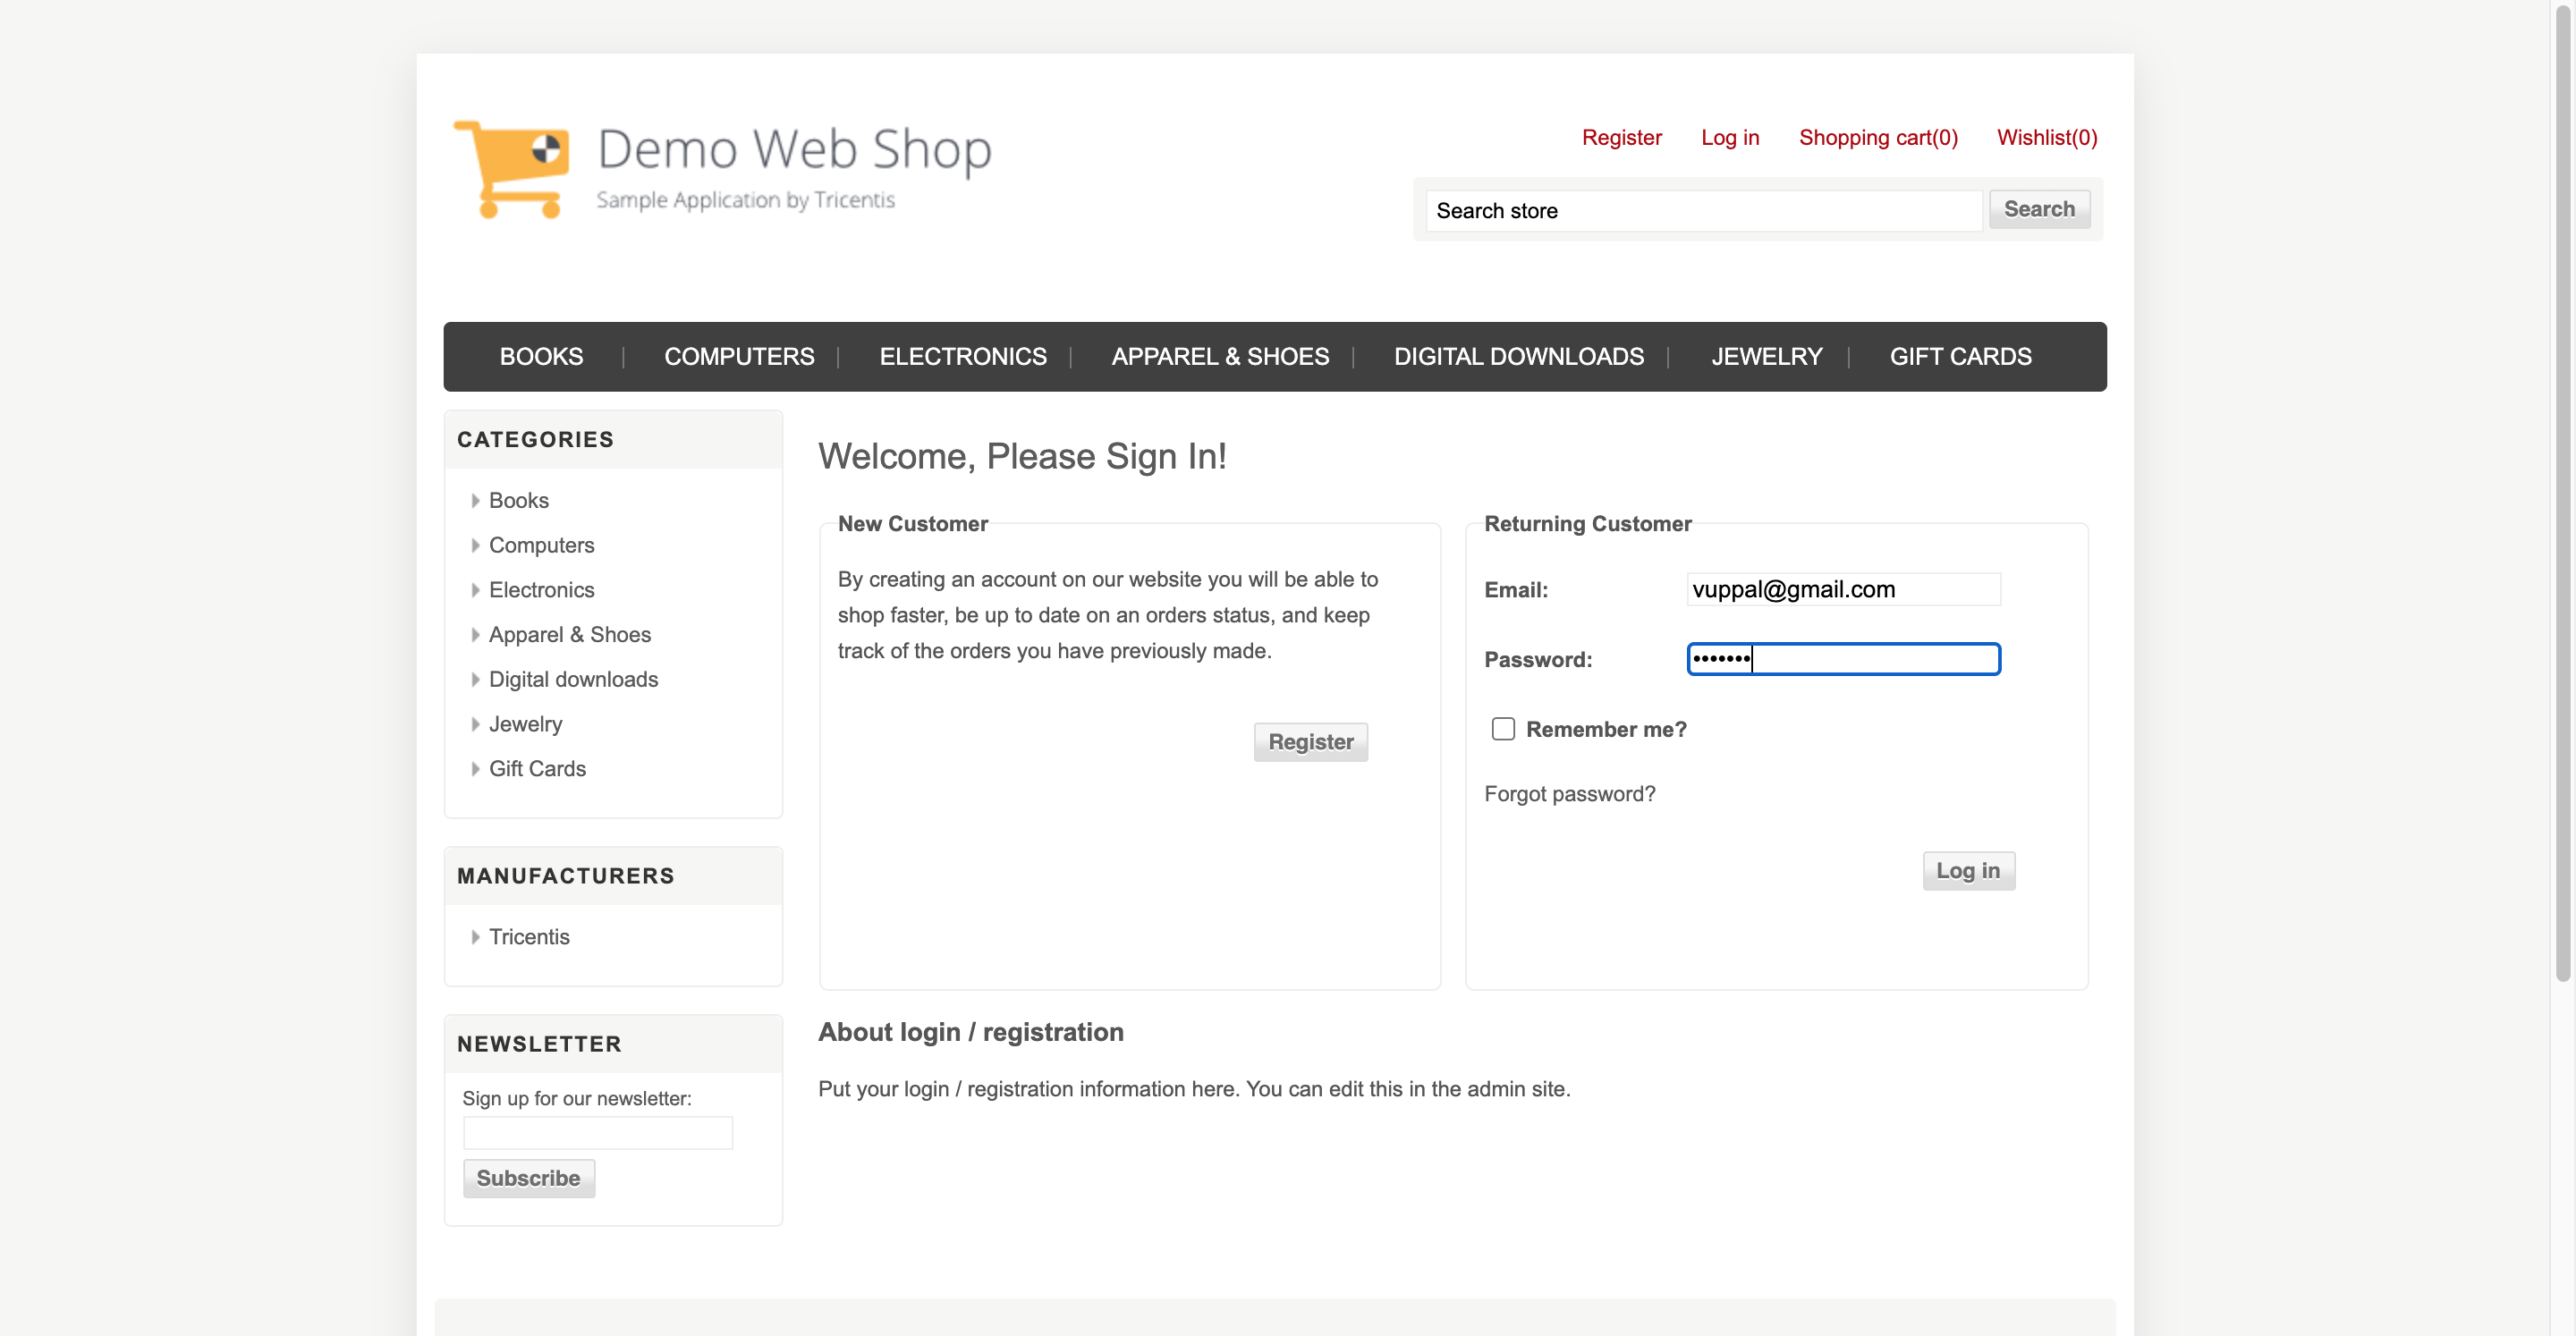 Demo Web Shop
Sample Application by Tricentis
Register Log in Shopping cart(0) Wishlist(0)
Search store Search
BOOKS COMPUTERS ELECTRONICS APPAREL & SHOES DIGITAL DOWNLOADS JEWELRY GIFT CARDS
CATEGORIES
Books
Computers
Electronics
Apparel & Shoes
Digital downloads
Jewelry
Gift Cards
MANUFACTURERS
Tricentis
NEWSLETTER
Sign up for our newsletter:
Subscribe
Welcome, Please Sign In!
New Customer
By creating an account on our website you will be able to
shop faster, be up to date on an orders status, and keep
track of the orders you have previously made.
Register
Returning Customer
Email: vuppal@gmail.com
Password: •••••••
Remember me?
Forgot password?
Log in
About login / registration
Put your login / registration information here. You can edit this in the admin site.